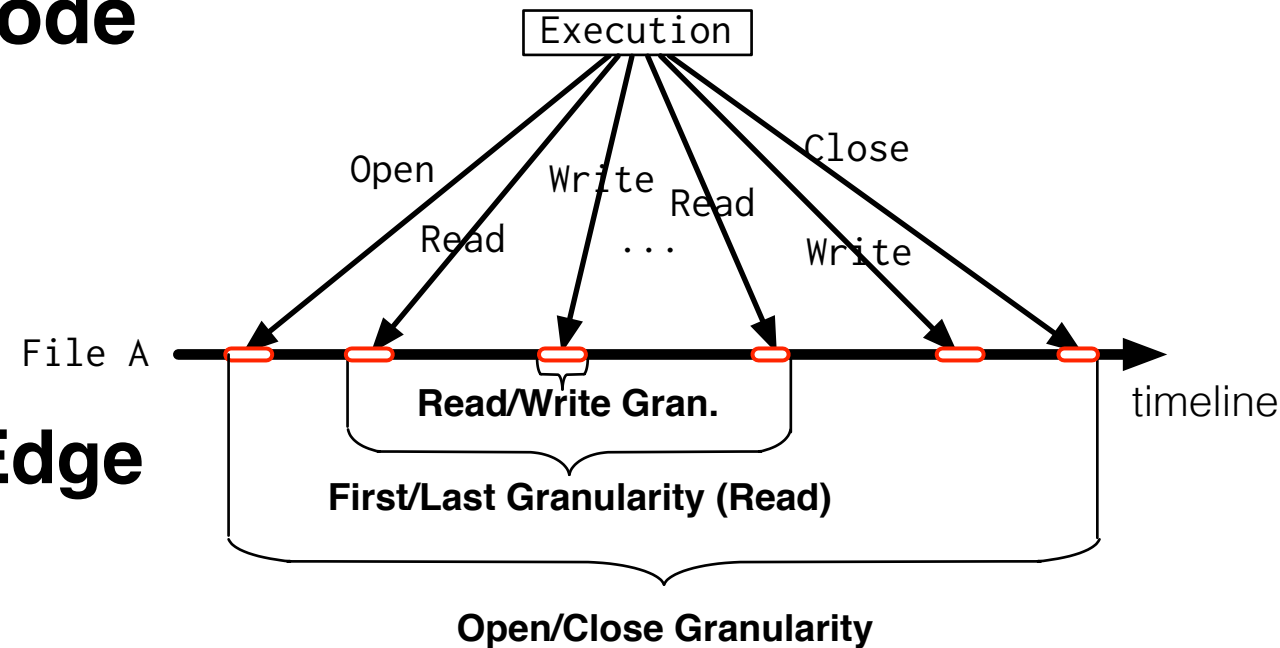 ode
Execution
Close
Open
Write
Read
Read
...
Write
File A
Read/Write Gran.
timeline
Edge
First/Last Granularity (Read)
Open/Close Granularity